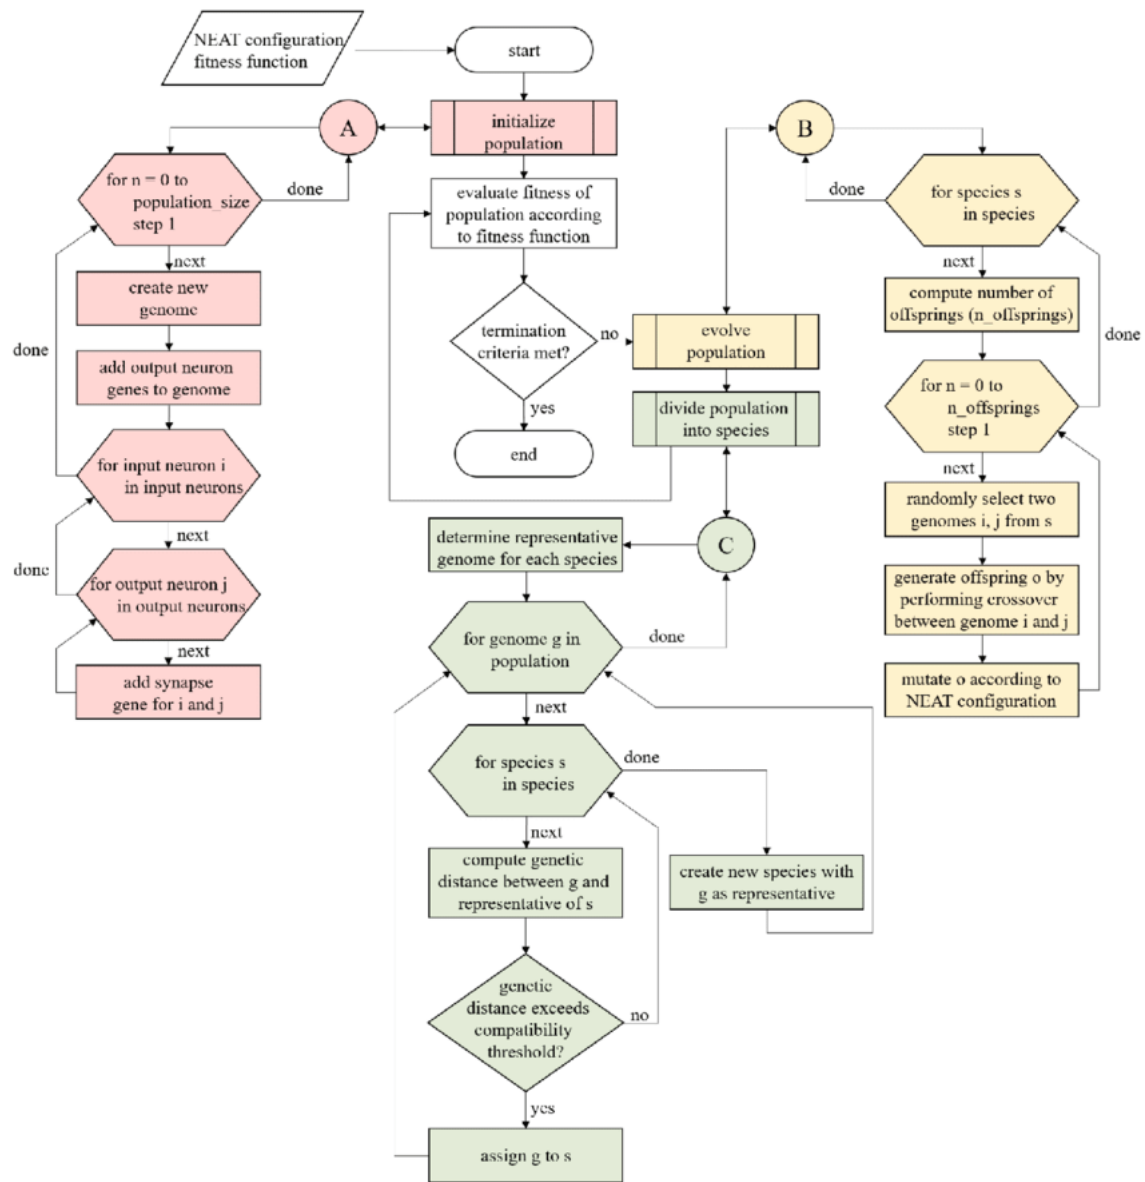 NEAT configuration
fitness function
start
A
initialize
population
B
for n = 0 to
population_size
step 1
done
evaluate fitness of
population according
to fitness function
done
for species s
in species
next
create new
genome
next
compute number of
offsprings (n_offsprings)
done
termination
criteria met?
no
evolve
population
done
add output neuron
genes to genome
for n = 0 to
n_offsprings
step 1
yes
divide population
into species
end
for input neuron i
in input neurons
next
randomly select two
genomes i, j from s
next
determine representative
genome for each species
C
done
for output neuron j
in output neurons
generate offspring o by
performing crossover
between genome i and j
for genome g in
population
done
next
add synapse
gene for i and j
mutate o according to
NEAT configuration
next
for species s
in species
done
next
compute genetic
distance between g and
representative of s
create new species with
g as representative
genetic
distance exceeds
compatibility
threshold?
no
yes
assign g to s